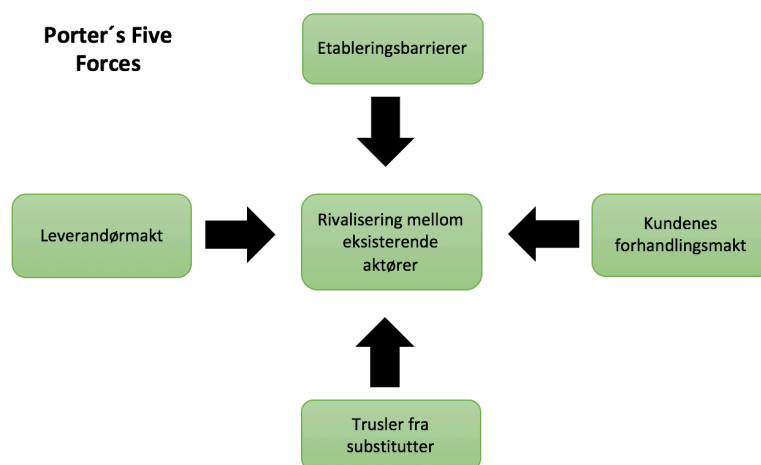 Porter´s Five
Forces
Etableringsbarrierer
Leverandørmakt
Rivalisering mellom
eksisterende
aktører
Kundenes
forhandlingsmakt
Trusler fra
substitutter